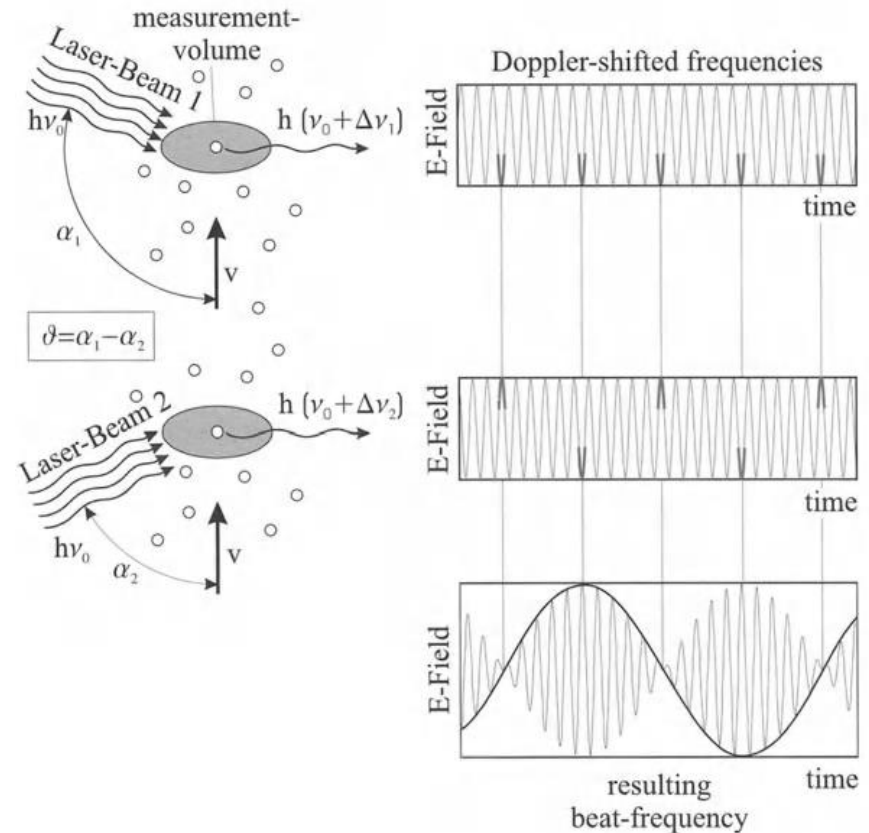 measurement-
volume
Laser-Beam 1
hν₀
h (ν₀ + Δν₁)
α₁
v
ϑ=α₁−α₂
Laser-Beam 2
hν₀
h (ν₀ + Δν₂)
α₂
v
Doppler-shifted frequencies
E-Field
time
E-Field
time
E-Field
time
resulting
beat-frequency